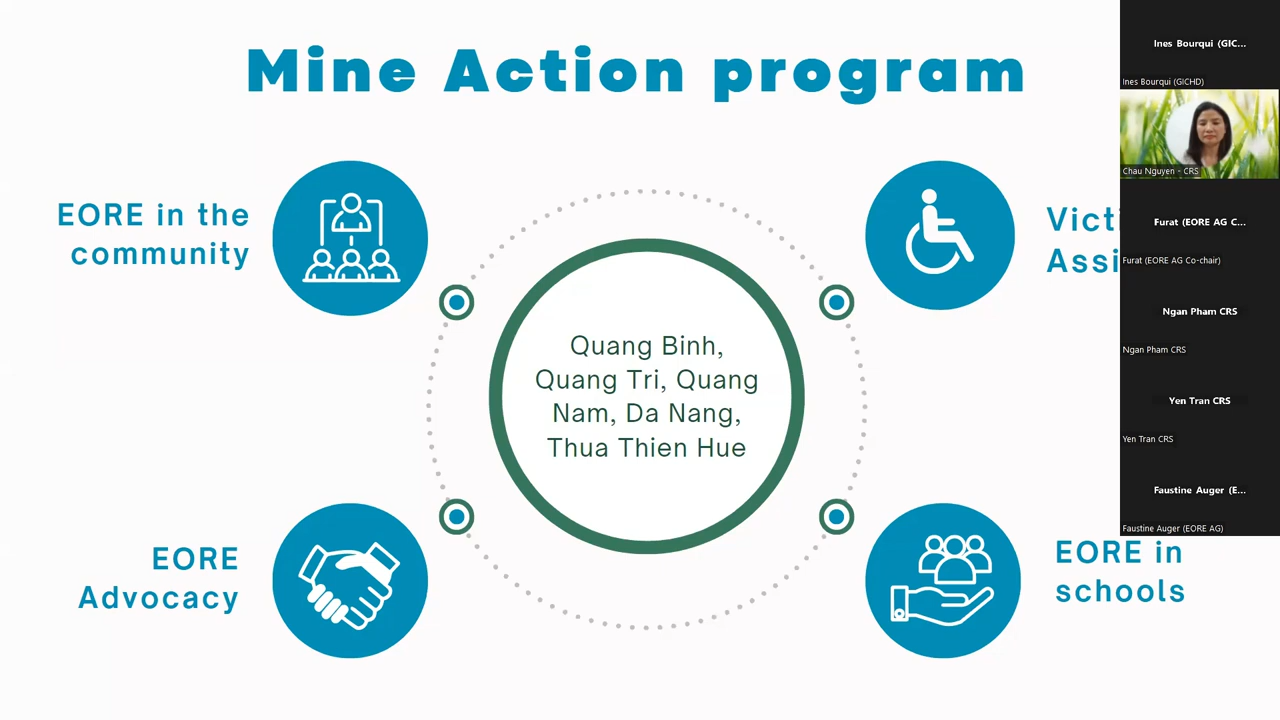 Mine Action program
EORE in the
community
Victi
Assi
Quang Binh,
Quang Tri, Quang
Nam, Da Nang,
Thua Thien Hue
EORE
Advocacy
EORE in
schools
Ines Bourqui (GIC...
Ines Bourqui (GICHD)
Chau Nguyen - CRS
Furat (EORE AG C...
Furat (EORE AG Co-chair)
Ngan Pham CRS
Ngan Pham CRS
Yen Tran CRS
Yen Tran CRS
Faustine Auger (E...
Faustine Auger (EORE AG)